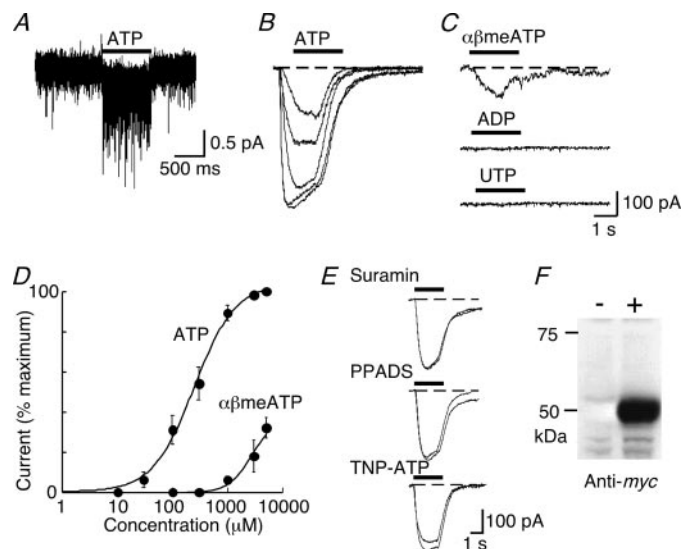 A
ATP
0.5 pA
500 ms
B
ATP
C
αβmeATP
ADP
UTP
100 pA
1 s
D
100
50
0
1 10 100 1000 10000
Current (% maximum)
Concentration (μM)
ATP
αβmeATP
E
Suramin
PPADS
TNP-ATP
100 pA
1 s
F
- +
75
50
kDa
Anti-myc